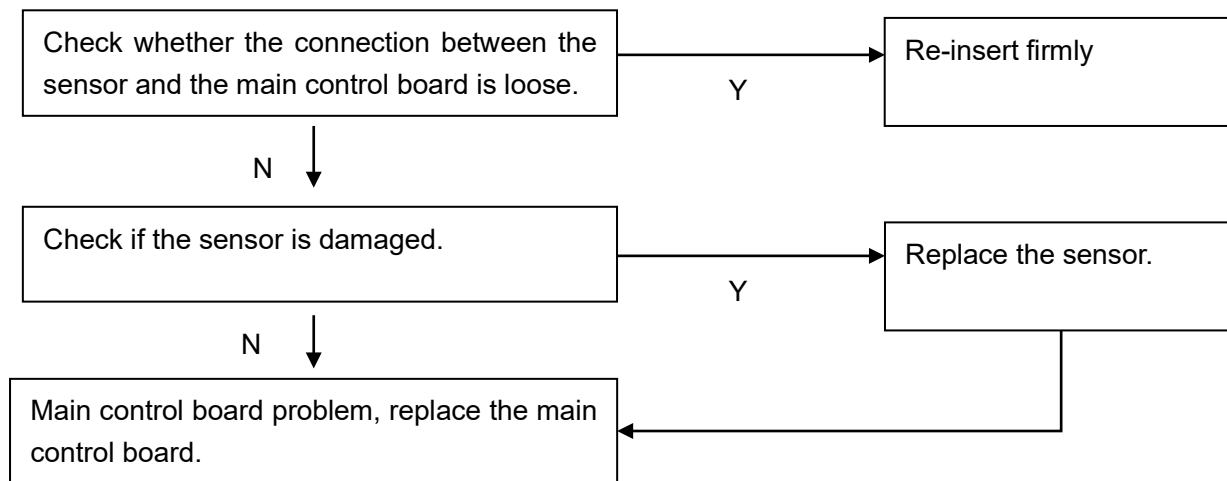 Check whether the connection between the
sensor and the main control board is loose.
Y
Re-insert firmly
N
Check if the sensor is damaged.
Y
Replace the sensor.
N
Main control board problem, replace the main
control board.